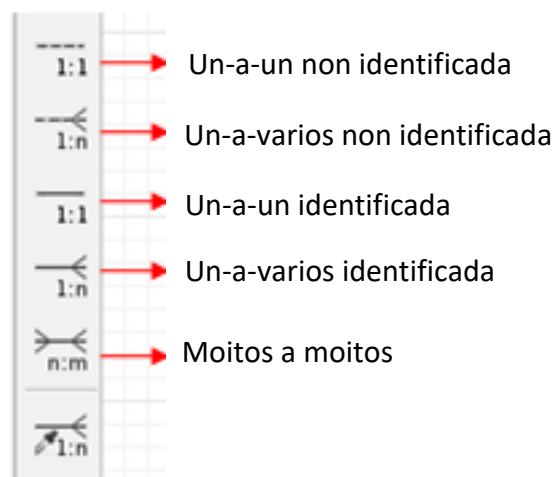 1:1 Un-a-un non identificada
1:n Un-a-varios non identificada
1:1 Un-a-un identificada
1:n Un-a-varios identificada
n:m Moitos a moitos
1:n